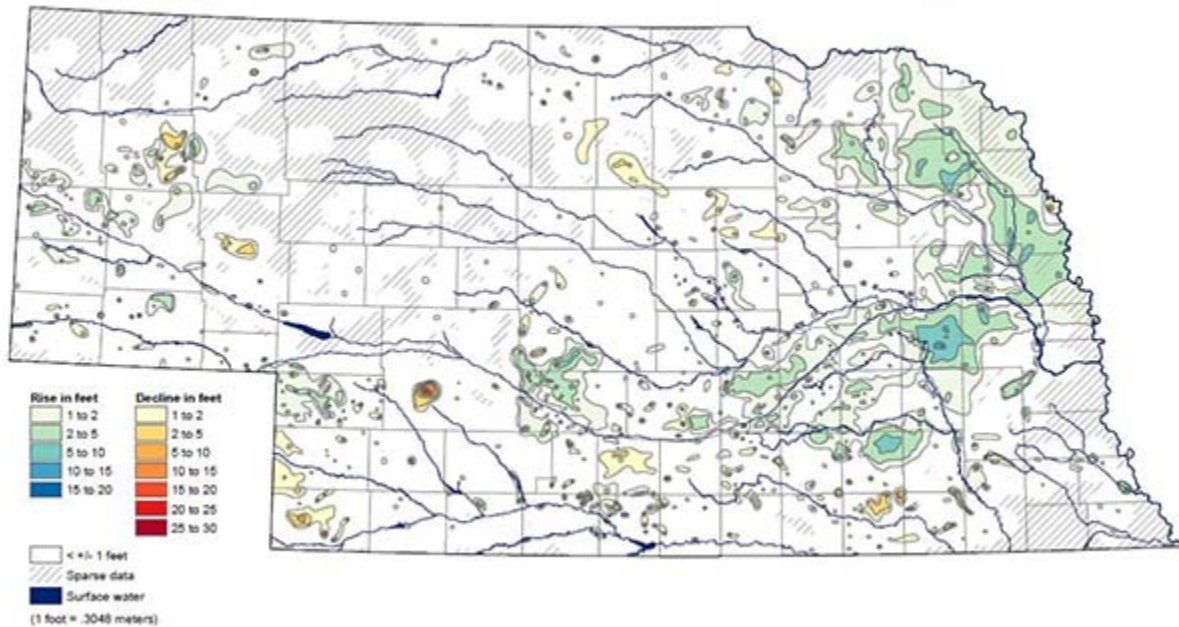 Rise in feet
1 to 2
2 to 5
5 to 10
10 to 15
15 to 20
Decline in feet
1 to 2
2 to 5
5 to 10
10 to 15
15 to 20
20 to 25
25 to 30
< +/- 1 feet
Sparse data
Surface water
(1 foot = .3048 meters)